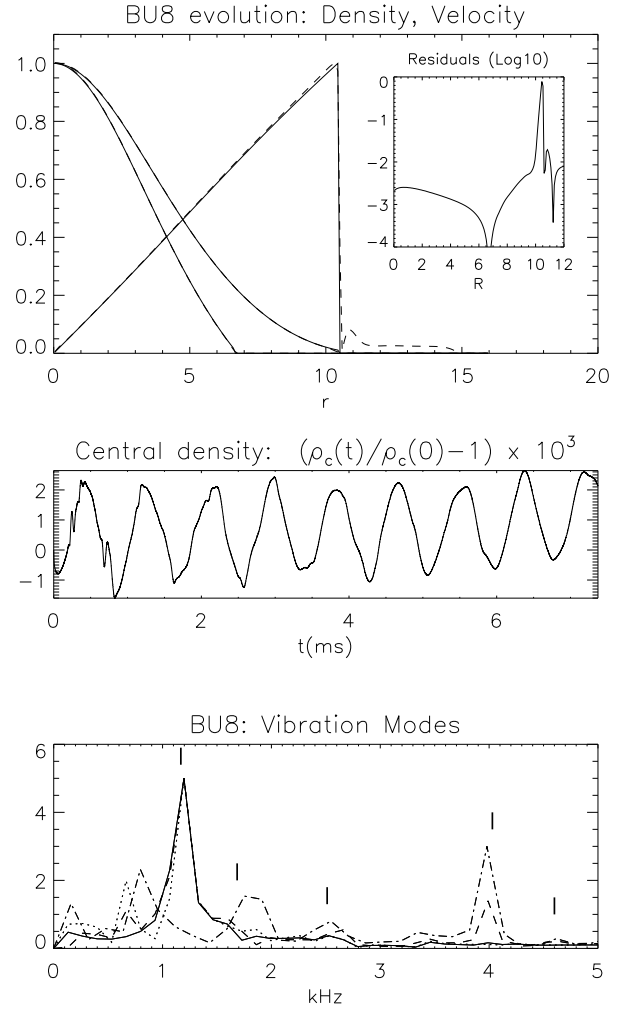 BU8 evolution: Density, Velocity
1.0
0.8
0.6
0.4
0.2
0.0
0 5 10 15 20
r
Residuals (Log10)
0
−1
−2
−3
−4
0 2 4 6 8 10 12
R
Central density: (ρc(t)/ρc(0)−1) x 10³
2
1
0
−1
0 2 4 6
t(ms)
BU8: Vibration Modes
6
4
2
0
0 1 2 3 4 5
kHz